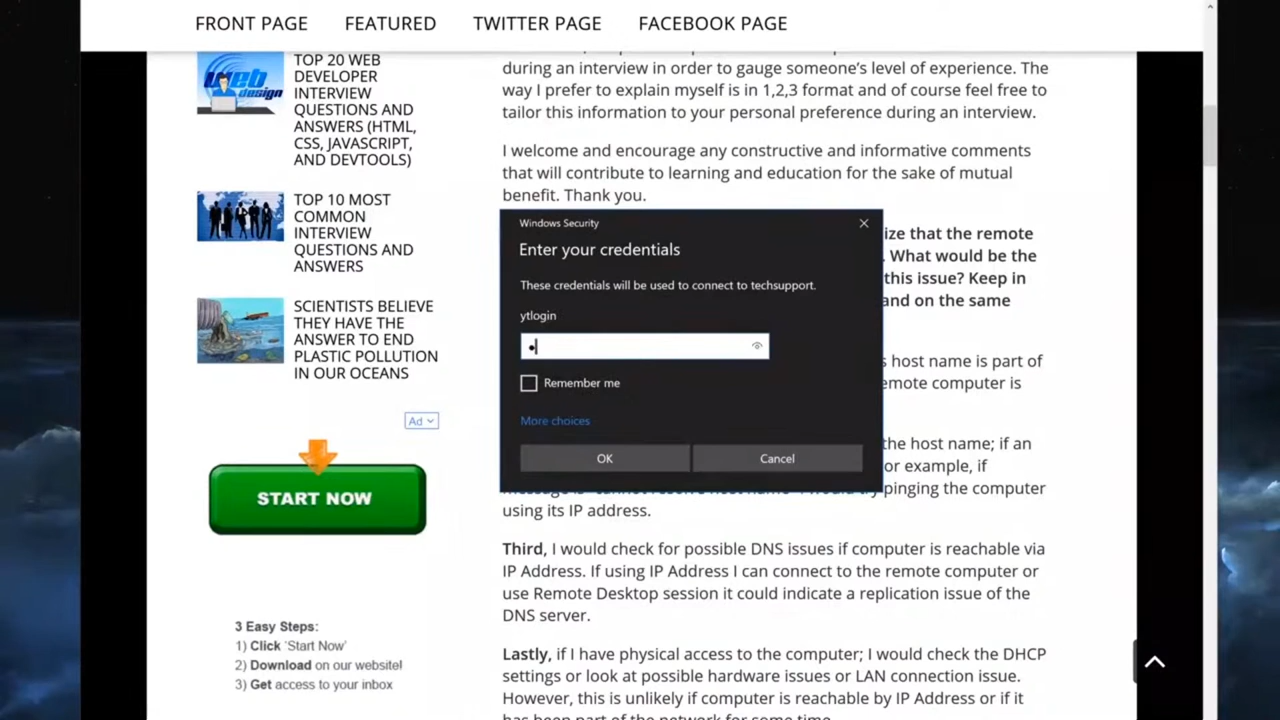 FRONT PAGE
FEATURED
TWITTER PAGE
FACEBOOK PAGE
TOP 20 WEB
DEVELOPER
INTERVIEW
QUESTIONS AND
ANSWERS (HTML,
CSS, JAVASCRIPT,
AND DEVTOOLS)
TOP 10 MOST
COMMON
INTERVIEW
QUESTIONS AND
ANSWERS
SCIENTISTS BELIEVE
THEY HAVE THE
ANSWER TO END
PLASTIC POLLUTION
IN OUR OCEANS
Ad
START NOW
3 Easy Steps:
1) Click 'Start Now'
2) Download on our website!
3) Get access to your inbox
during an interview in order to gauge someone's level of experience. The
way I prefer to explain myself is in 1,2,3 format and of course feel free to
tailor this information to your personal preference during an interview.
I welcome and encourage any constructive and informative comments
that will contribute to learning and education for the sake of mutual
benefit. Thank you.
Windows Security
Enter your credentials
These credentials will be used to connect to techsupport.
ytlogin
Remember me
More choices
OK
Cancel
ize that the remote
. What would be the
this issue? Keep in
and on the same
s host name is part of
emote computer is
the host name; if an
or example, if
pinging the computer
using its IP address.
Third, I would check for possible DNS issues if computer is reachable via
IP Address. If using IP Address I can connect to the remote computer or
use Remote Desktop session it could indicate a replication issue of the
DNS server.
Lastly, if I have physical access to the computer; I would check the DHCP
settings or look at possible hardware issues or LAN connection issue.
However, this is unlikely if computer is reachable by IP Address or if it
has been part of the network for some time.